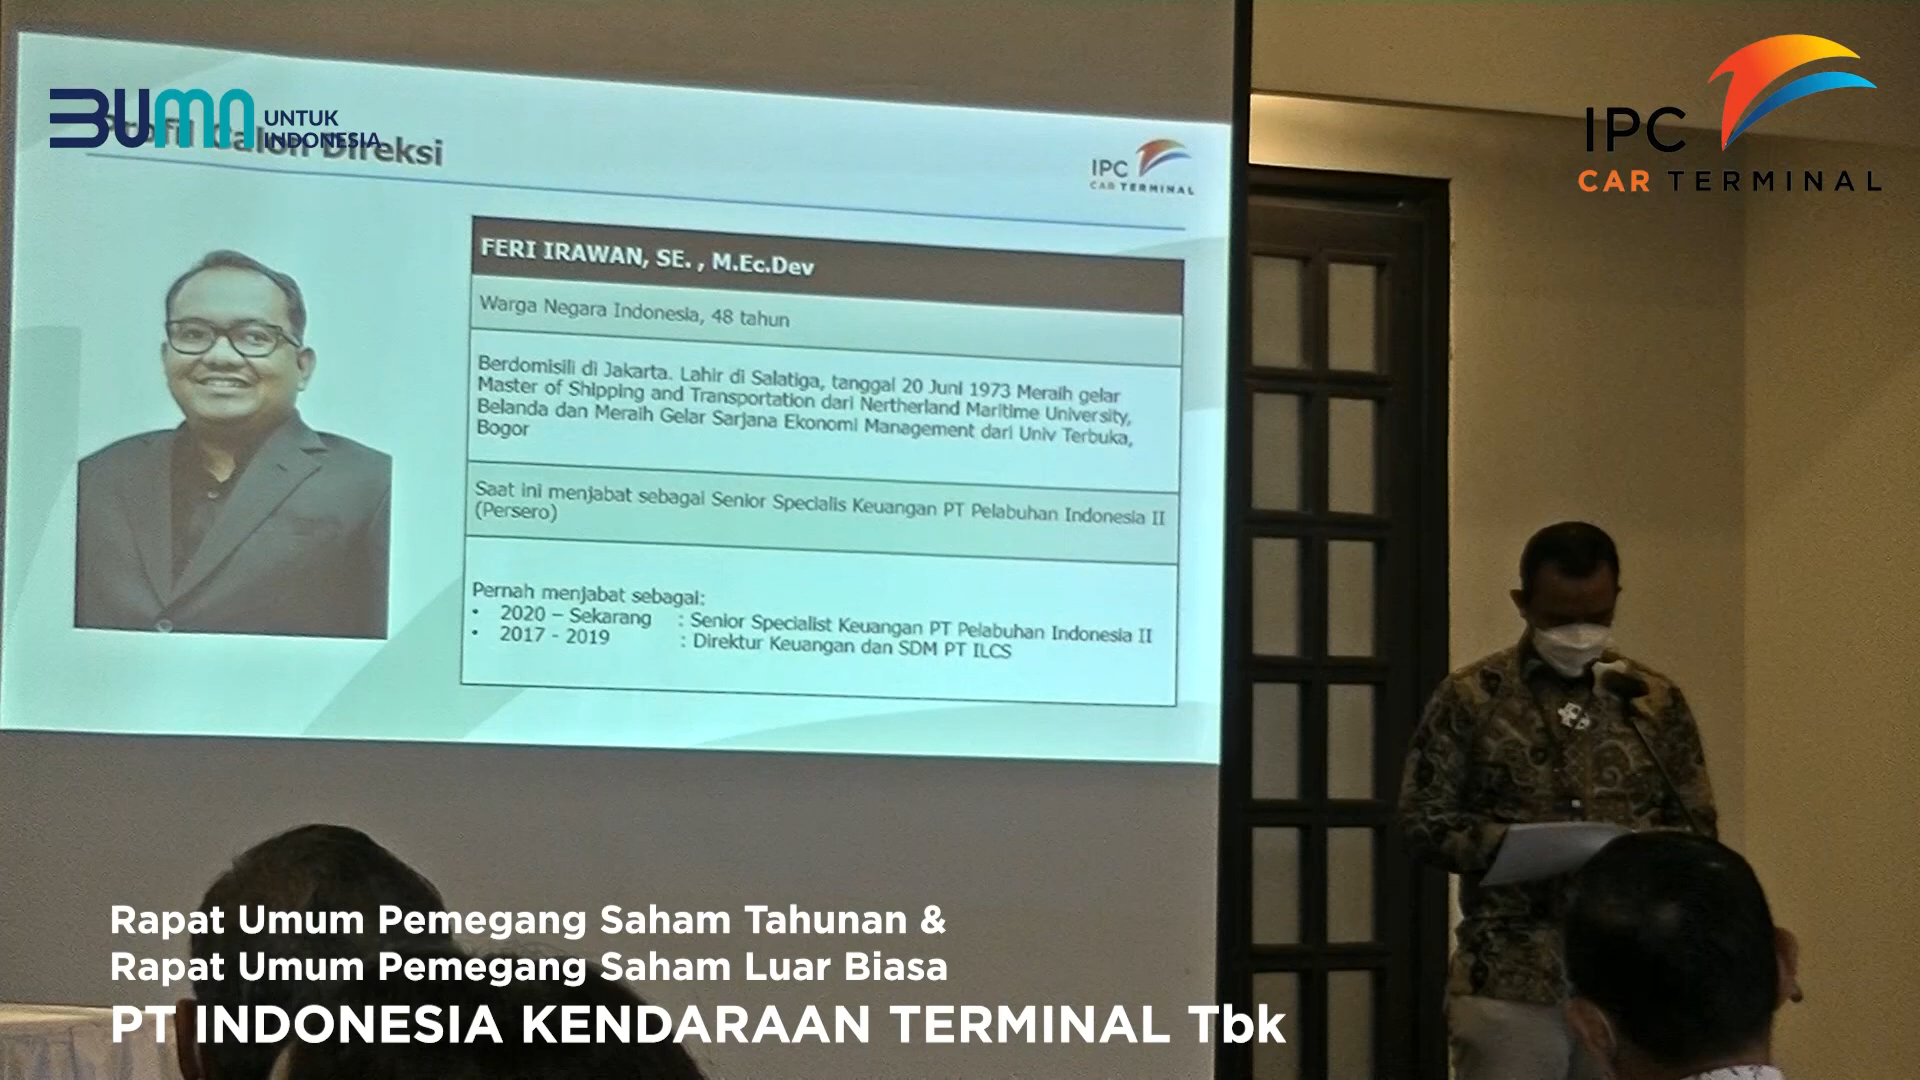 BUMN UNTUK
INDONESIA
Profil Calon Direksi
IPC
CAR TERMINAL
IPC
CAR TERMINAL
FERI IRAWAN, SE. , M.Ec.Dev
Warga Negara Indonesia, 48 tahun
Berdomisili di Jakarta. Lahir di Salatiga, tanggal 20 Juni 1973 Meraih gelar
Master of Shipping and Transportation dari Nertherland Maritime University,
Belanda dan Meraih Gelar Sarjana Ekonomi Management dari Univ Terbuka,
Bogor
Saat ini menjabat sebagai Senior Specialis Keuangan PT Pelabuhan Indonesia II
(Persero)
Pernah menjabat sebagai:
• 2020 – Sekarang : Senior Specialist Keuangan PT Pelabuhan Indonesia II
• 2017 - 2019 : Direktur Keuangan dan SDM PT ILCS
Rapat Umum Pemegang Saham Tahunan &
Rapat Umum Pemegang Saham Luar Biasa
PT INDONESIA KENDARAAN TERMINAL Tbk